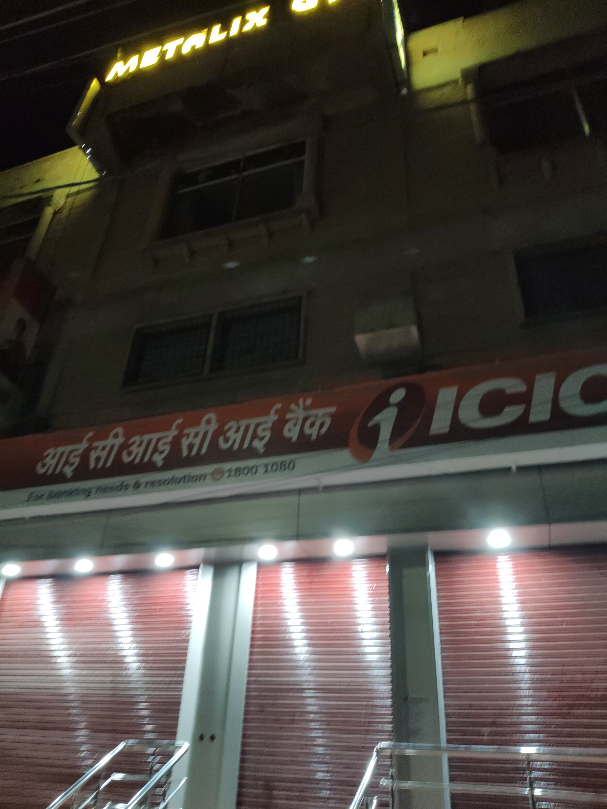 METALIX
आई सी आई सी आई बैंक
ICIC
For banking needs & resolution 1800 1080